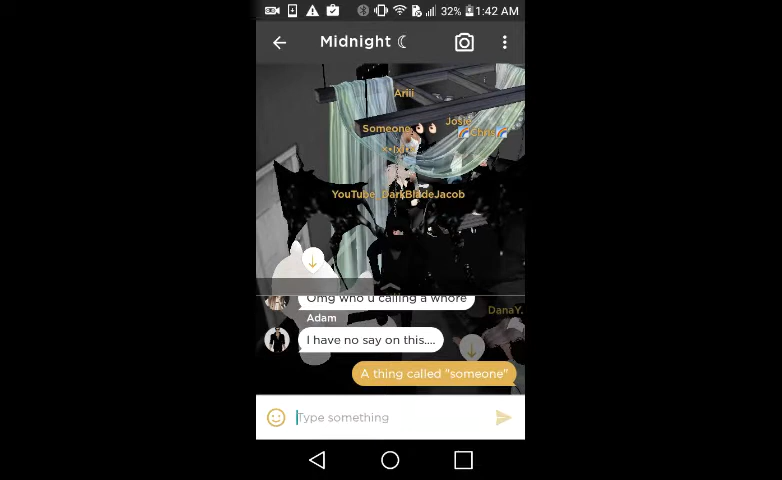 32% 1:42 AM
Midnight ☾
Ariii
Josie
Someone👌🏻👌🏻
🌈Chris🌈
YouTube_DarkBladeJacob
Omg who u calling a whore
DanaY.
Adam
I have no say on this....
A thing called "someone"
Type something